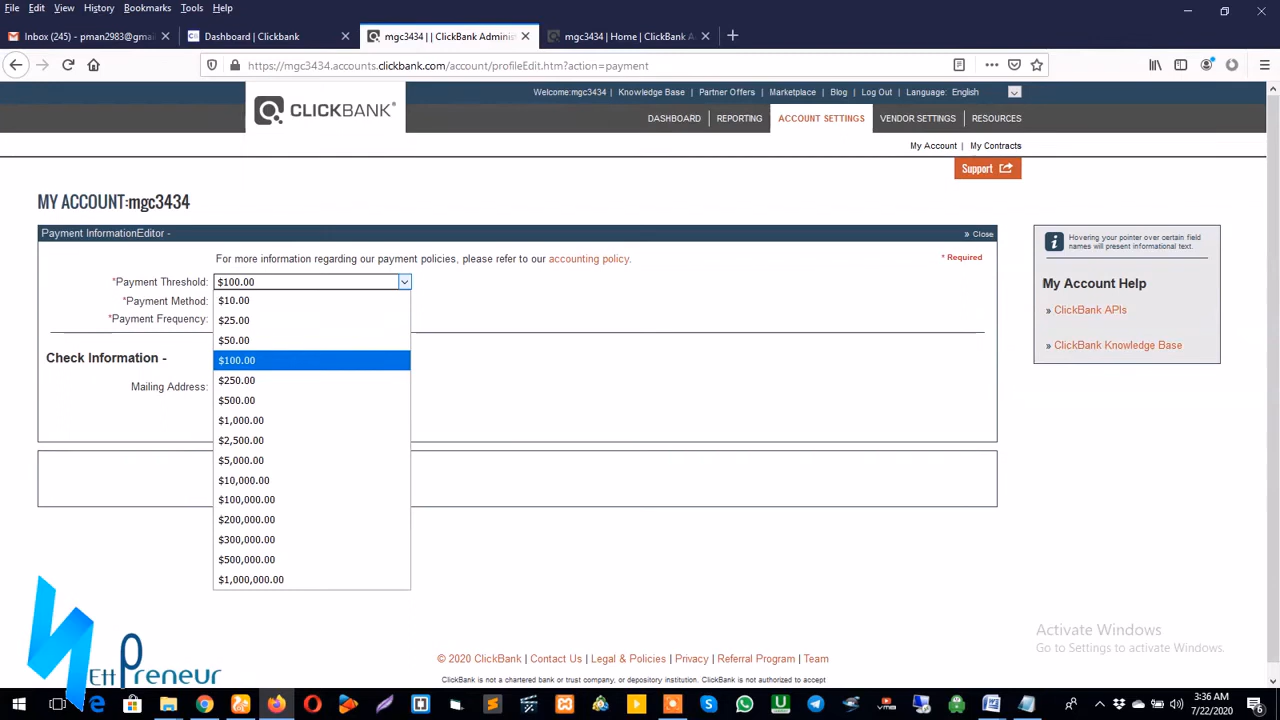 File Edit View History Bookmarks ThirstyPreneur Tools Help
Inbox (245) - pman2983@gmai
Dashboard | Clickbank
mgc3434 | | ClickBank Adminis
mgc3434 | Home | ClickBank A
https://mgc3434.accounts.clickbank.com/account/profileEdit.htm?action=payment
Welcome:mgc3434 | Knowledge Base | Partner Offers | Marketplace | Blog | Log Out | Language: English
CLICKBANK®
DASHBOARD | REPORTING ACCOUNT SETTINGS VENDOR SETTINGS | RESOURCES
My Account | My Contracts
Support
MY ACCOUNT:mgc3434
Payment InformationEditor -
» Close
For more information regarding our payment policies, please refer to our accounting policy.
* Required
*Payment Threshold: $100.00
*Payment Method:
*Payment Frequency:
$10.00
$25.00
$50.00
$100.00
$250.00
$500.00
$1,000.00
$2,500.00
$5,000.00
$10,000.00
$100,000.00
$200,000.00
$300,000.00
$500,000.00
$1,000,000.00
Check Information -
Mailing Address:
Hovering your pointer over certain field
names will present informational text.
My Account Help
» ClickBank APIs
» ClickBank Knowledge Base
Activate Windows
Go to Settings to activate Windows.
© 2020 ClickBank | Contact Us | Legal & Policies | Privacy | Referral Program | Team
ClickBank is not a bank or trust company, or depository institution. ClickBank is not authorized to accept
EttPreneur
3:36 AM
7/22/2020